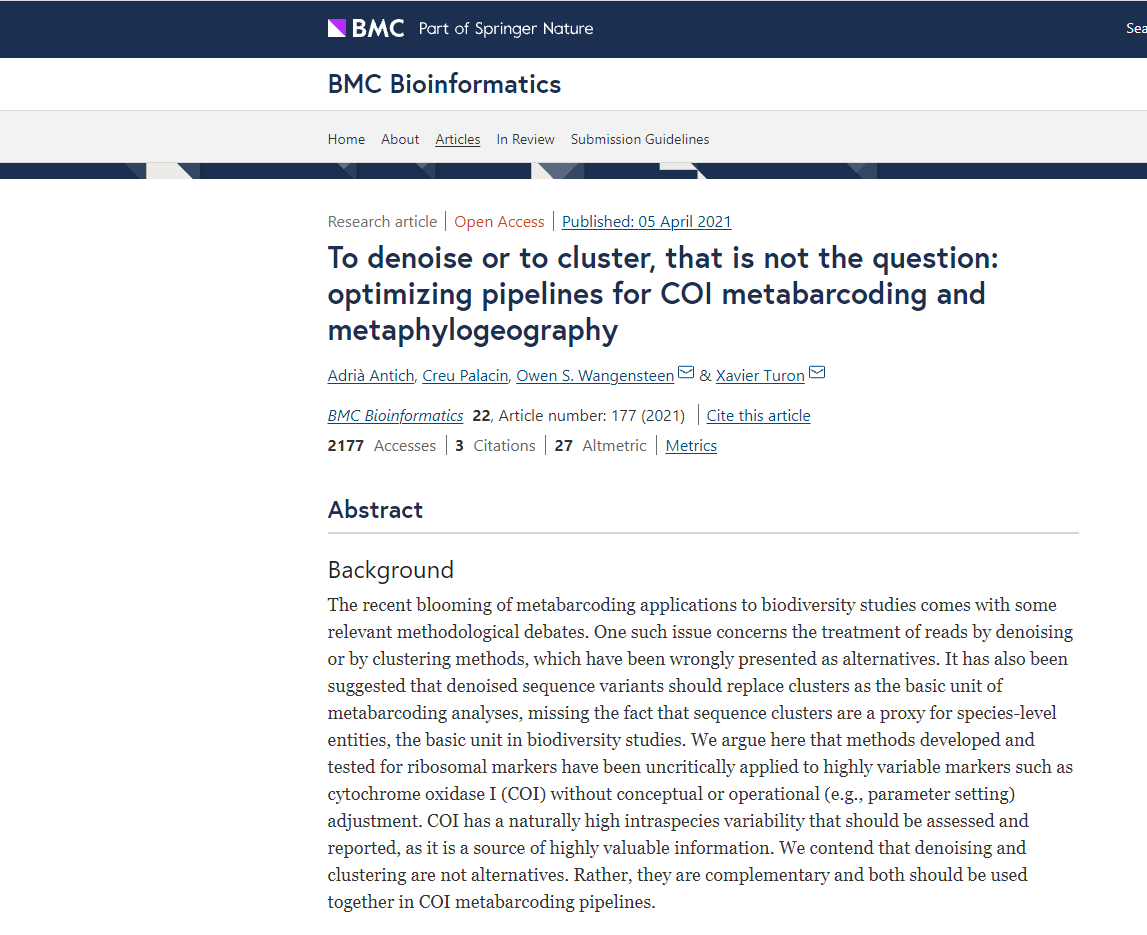 BMC Part of Springer Nature
BMC Bioinformatics
Home About Articles In Review Submission Guidelines
Research article Open Access Published: 05 April 2021
To denoise or to cluster, that is not the question:
optimizing pipelines for COI metabarcoding and
metaphylogeography
Adrià Antich, Creu Palacin, Owen S. Wangensteen & Xavier Turon
BMC Bioinformatics 22, Article number: 177 (2021) Cite this article
2177 Accesses 3 Citations 27 Altmetric Metrics
Abstract
Background
The recent blooming of metabarcoding applications to biodiversity studies comes with some
relevant methodological debates. One such issue concerns the treatment of reads by denoising
or by clustering methods, which have been wrongly presented as alternatives. It has also been
suggested that denoised sequence variants should replace clusters as the basic unit of
metabarcoding analyses, missing the fact that sequence clusters are a proxy for species-level
entities, the basic unit in biodiversity studies. We argue here that methods developed and
tested for ribosomal markers have been uncritically applied to highly variable markers such as
cytochrome oxidase I (COI) without conceptual or operational (e.g., parameter setting)
adjustment. COI has a naturally high intraspecies variability that should be assessed and
reported, as it is a source of highly valuable information. We contend that denoising and
clustering are not alternatives. Rather, they are complementary and both should be used
together in COI metabarcoding pipelines.